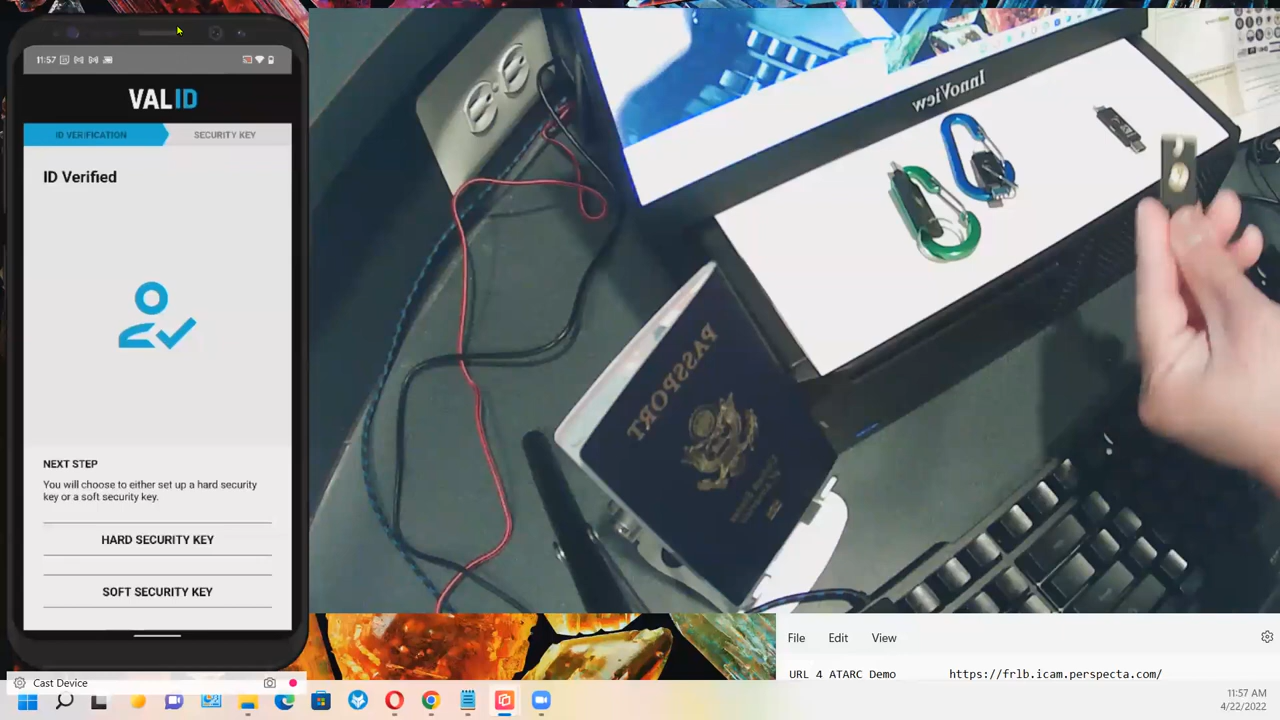 11:57
VALID
ID VERIFICATION
SECURITY KEY
ID Verified
NEXT STEP
You will choose to either set up a hard security
key or a soft security key.
HARD SECURITY KEY
SOFT SECURITY KEY
Cast Device
InnoView
PASSPORT
File Edit View
URL 4 ATARC Demo https://frlb.icam.perspecta.com/
11:57 AM
4/22/2022